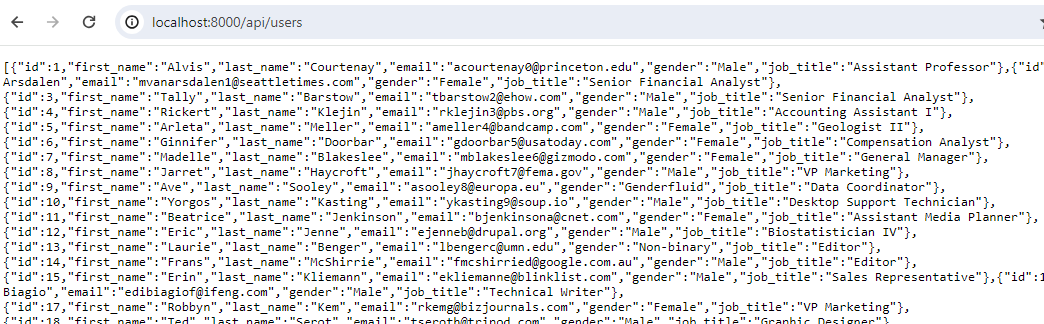 localhost:8000/api/users
[{"id":1,"first_name":"Alvis","last_name":"Courtenay","email":"acourtenay0@princeton.edu","gender":"Male","job_title":"Assistant Professor"},{"id"
Arsdalen","email":"mvanarsdalen1@seattletimes.com","gender":"Female","job_title":"Senior Financial Analyst"},
{"id":3,"first_name":"Tally","last_name":"Barstow","email":"tbarstow2@ehow.com","gender":"Male","job_title":"Senior Financial Analyst"},
{"id":4,"first_name":"Rickert","last_name":"Klejin","email":"rklejin3@pbs.org","gender":"Male","job_title":"Accounting Assistant I"},
{"id":5,"first_name":"Arleta","last_name":"Meller","email":"ameller4@bandcamp.com","gender":"Female","job_title":"Geologist II"},
{"id":6,"first_name":"Ginnifer","last_name":"Doorbar","email":"gdoorbar5@usatoday.com","gender":"Female","job_title":"Compensation Analyst"},
{"id":7,"first_name":"Madelle","last_name":"Blakeslee","email":"mblakeslee6@gizmodo.com","gender":"Female","job_title":"General Manager"},
{"id":8,"first_name":"Jarret","last_name":"Haycroft","email":"jhaycroft7@fema.gov","gender":"Male","job_title":"VP Marketing"},
{"id":9,"first_name":"Ave","last_name":"Sooley","email":"asooley8@europa.eu","gender":"Genderfluid","job_title":"Data Coordinator"},
{"id":10,"first_name":"Yorgos","last_name":"Kasting","email":"ykasting9@soup.io","gender":"Male","job_title":"Desktop Support Technician"},
{"id":11,"first_name":"Beatrice","last_name":"Jenkinson","email":"bjenkinsona@cnet.com","gender":"Female","job_title":"Assistant Media Planner"},
{"id":12,"first_name":"Eric","last_name":"Jenne","email":"ejenneb@drupal.org","gender":"Male","job_title":"Biostatistician IV"},
{"id":13,"first_name":"Laurie","last_name":"Benger","email":"lbengerc@umn.edu","gender":"Non-binary","job_title":"Editor"},
{"id":14,"first_name":"Frans","last_name":"McShirrie","email":"fmcshirried@google.com.au","gender":"Male","job_title":"Editor"},
{"id":15,"first_name":"Erin","last_name":"Kliemann","email":"ekliemanne@blinklist.com","gender":"Male","job_title":"Sales Representative"},{"id":1
Biagio","email":"edibiagiof@ifeng.com","gender":"Male","job_title":"Technical Writer"},
{"id":17,"first_name":"Robbyn","last_name":"Kem","email":"rkemg@bizjournals.com","gender":"Female","job_title":"VP Marketing"},
{"id":18,"first_name":"Ted","last_name":"Serot","email":"tseroth@tripod.com","gender":"Male","job_title":"Graphic Designer"},